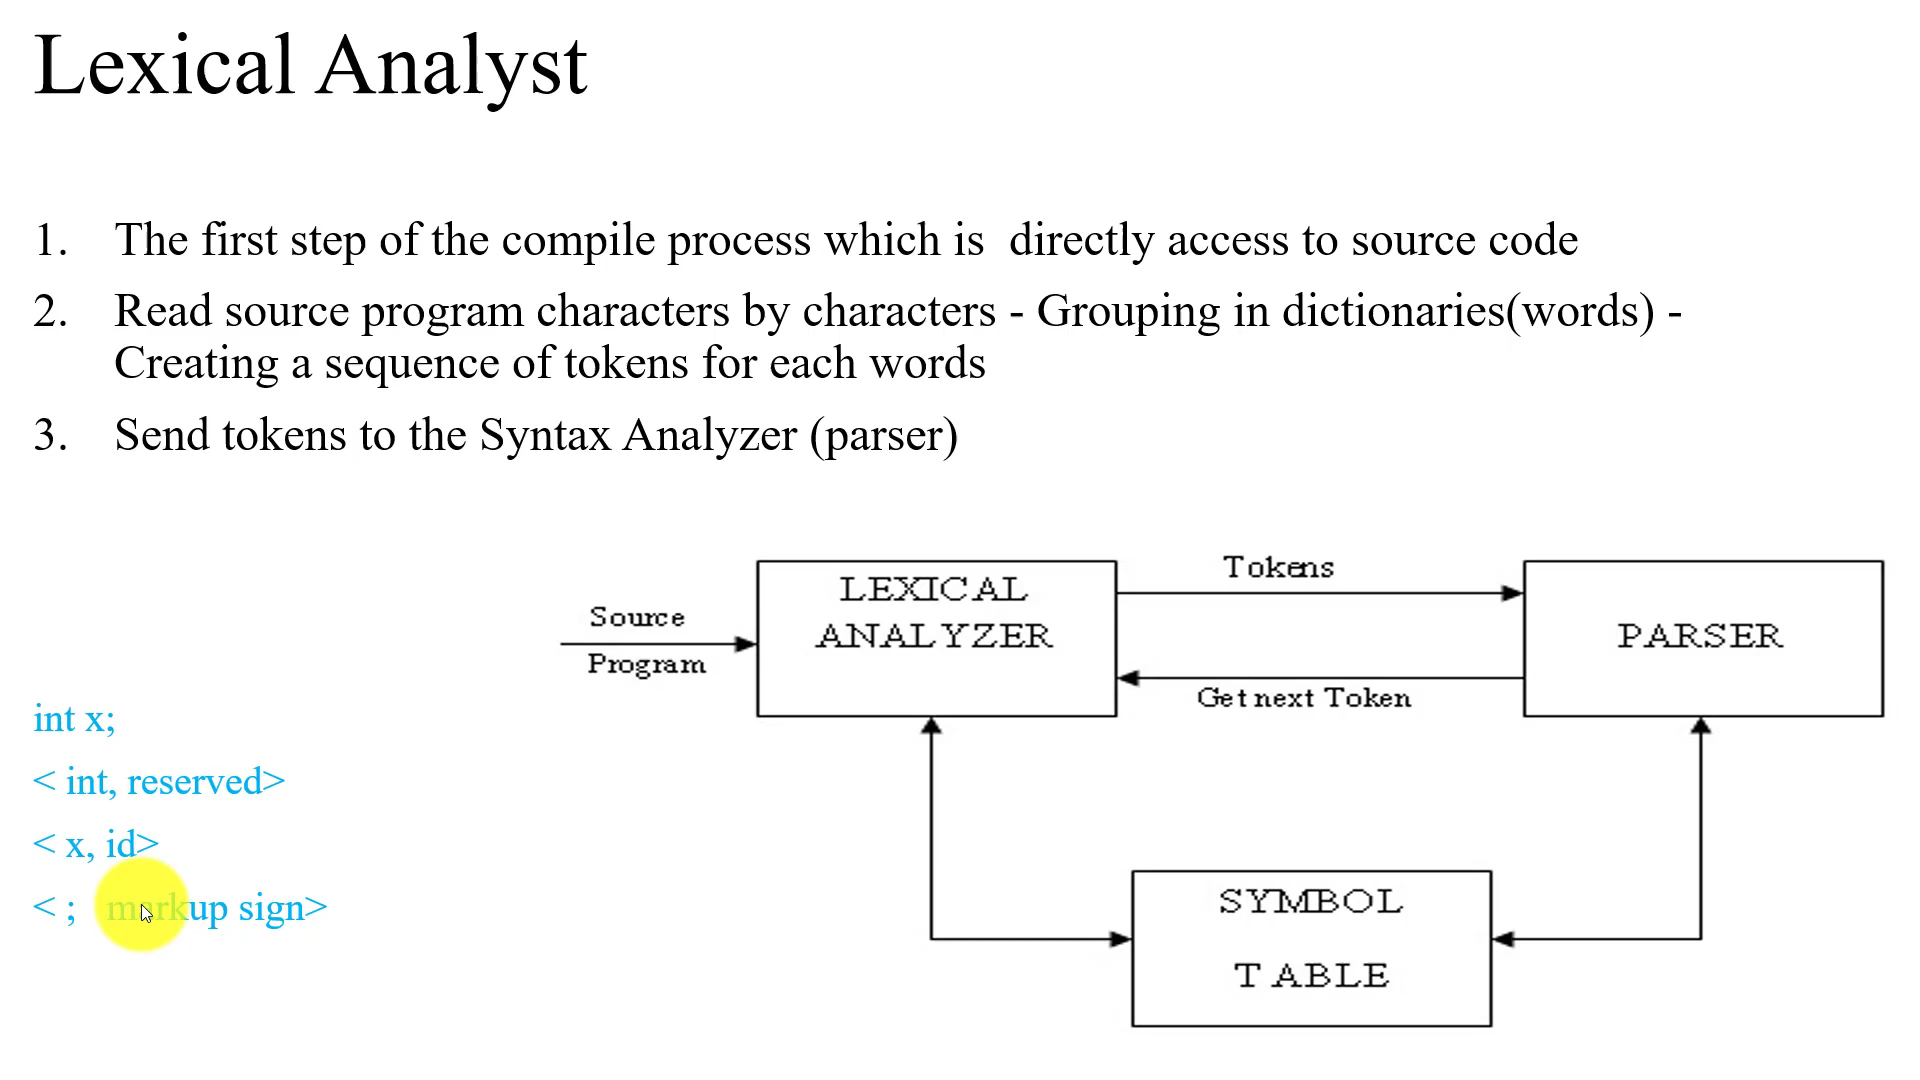 Lexical Analyst
1. The first step of the compile process which is directly access to source code
2. Read source program characters by characters - Grouping in dictionaries(words) -
Creating a sequence of tokens for each words
3. Send tokens to the Syntax Analyzer (parser)
Source
Program
LEXICAL
ANALYZER
Tokens
Get next Token
PARSER
SYMBOL
TABLE
int x;
< int, reserved>
< x, id>
< ; markup sign>